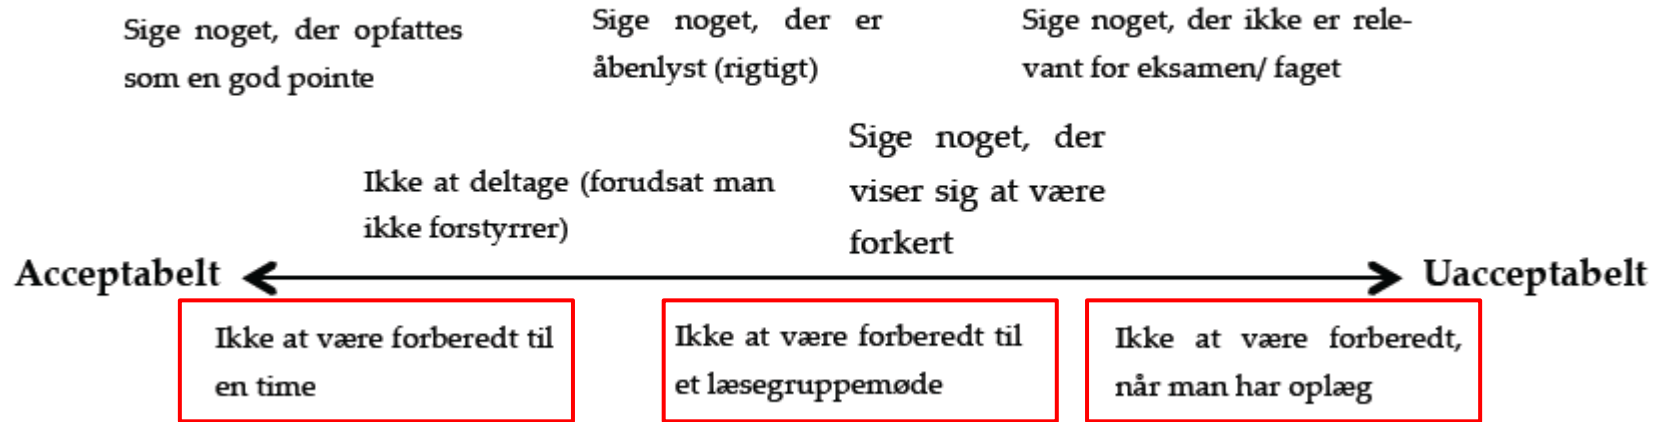 Sige noget, der opfattes
som en god pointe
Sige noget, der er
åbenlyst (rigtigt)
Sige noget, der ikke er rele-
vant for eksamen/ faget
Ikke at deltage (forudsat man
ikke forstyrrer)
Sige noget, der
viser sig at være
forkert
Acceptabelt
Uacceptabelt
Ikke at være forberedt til
en time
Ikke at være forberedt til
et læsegruppemøde
Ikke at være forberedt,
når man har oplæg